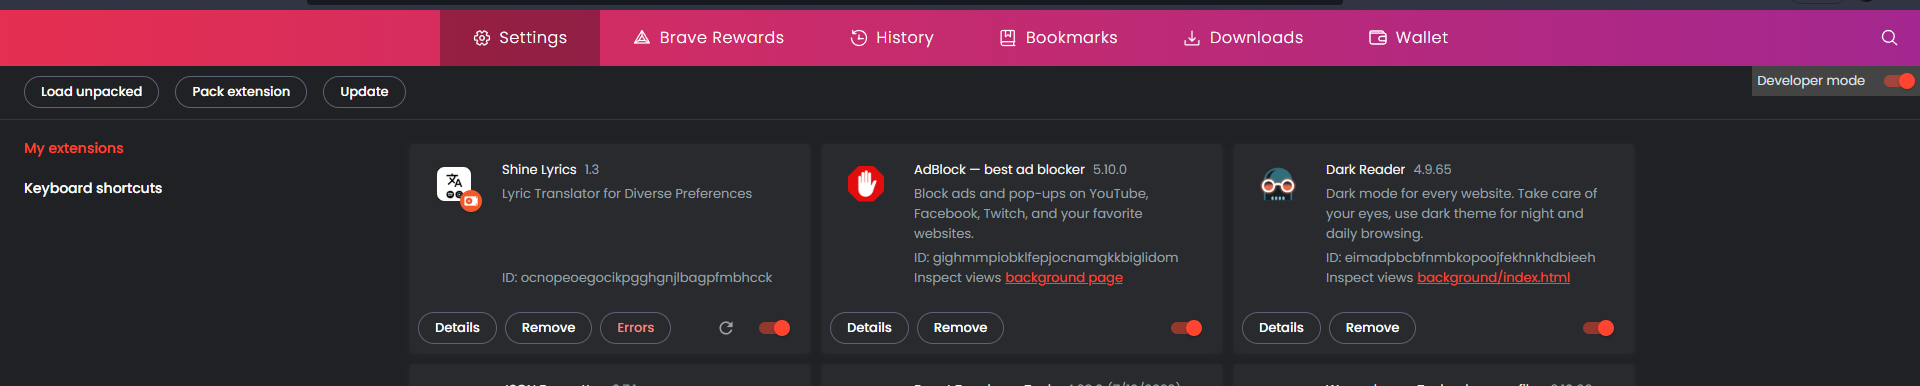 Settings
Brave Rewards
History
Bookmarks
Downloads
Wallet
Load unpacked
Pack extension
Update
Developer mode
My extensions
Keyboard shortcuts
Shine Lyrics 1.3
Lyric Translator for Diverse Preferences
ID: ocnopeoegocikpgghgnjlbagpfmbhcck
Details
Remove
Errors
AdBlock — best ad blocker 5.10.0
Block ads and pop-ups on YouTube,
Facebook, Twitch, and your favorite
websites.
ID: gighmmpiobklfepjocnamgkkbiglidom
Inspect views background page
Details
Remove
Dark Reader 4.9.65
Dark mode for every website. Take care of
your eyes, use dark theme for night and
daily browsing.
ID: eimadpbcbfnmbkopoojfekhnkhdbieeh
Inspect views background/index.html
Details
Remove